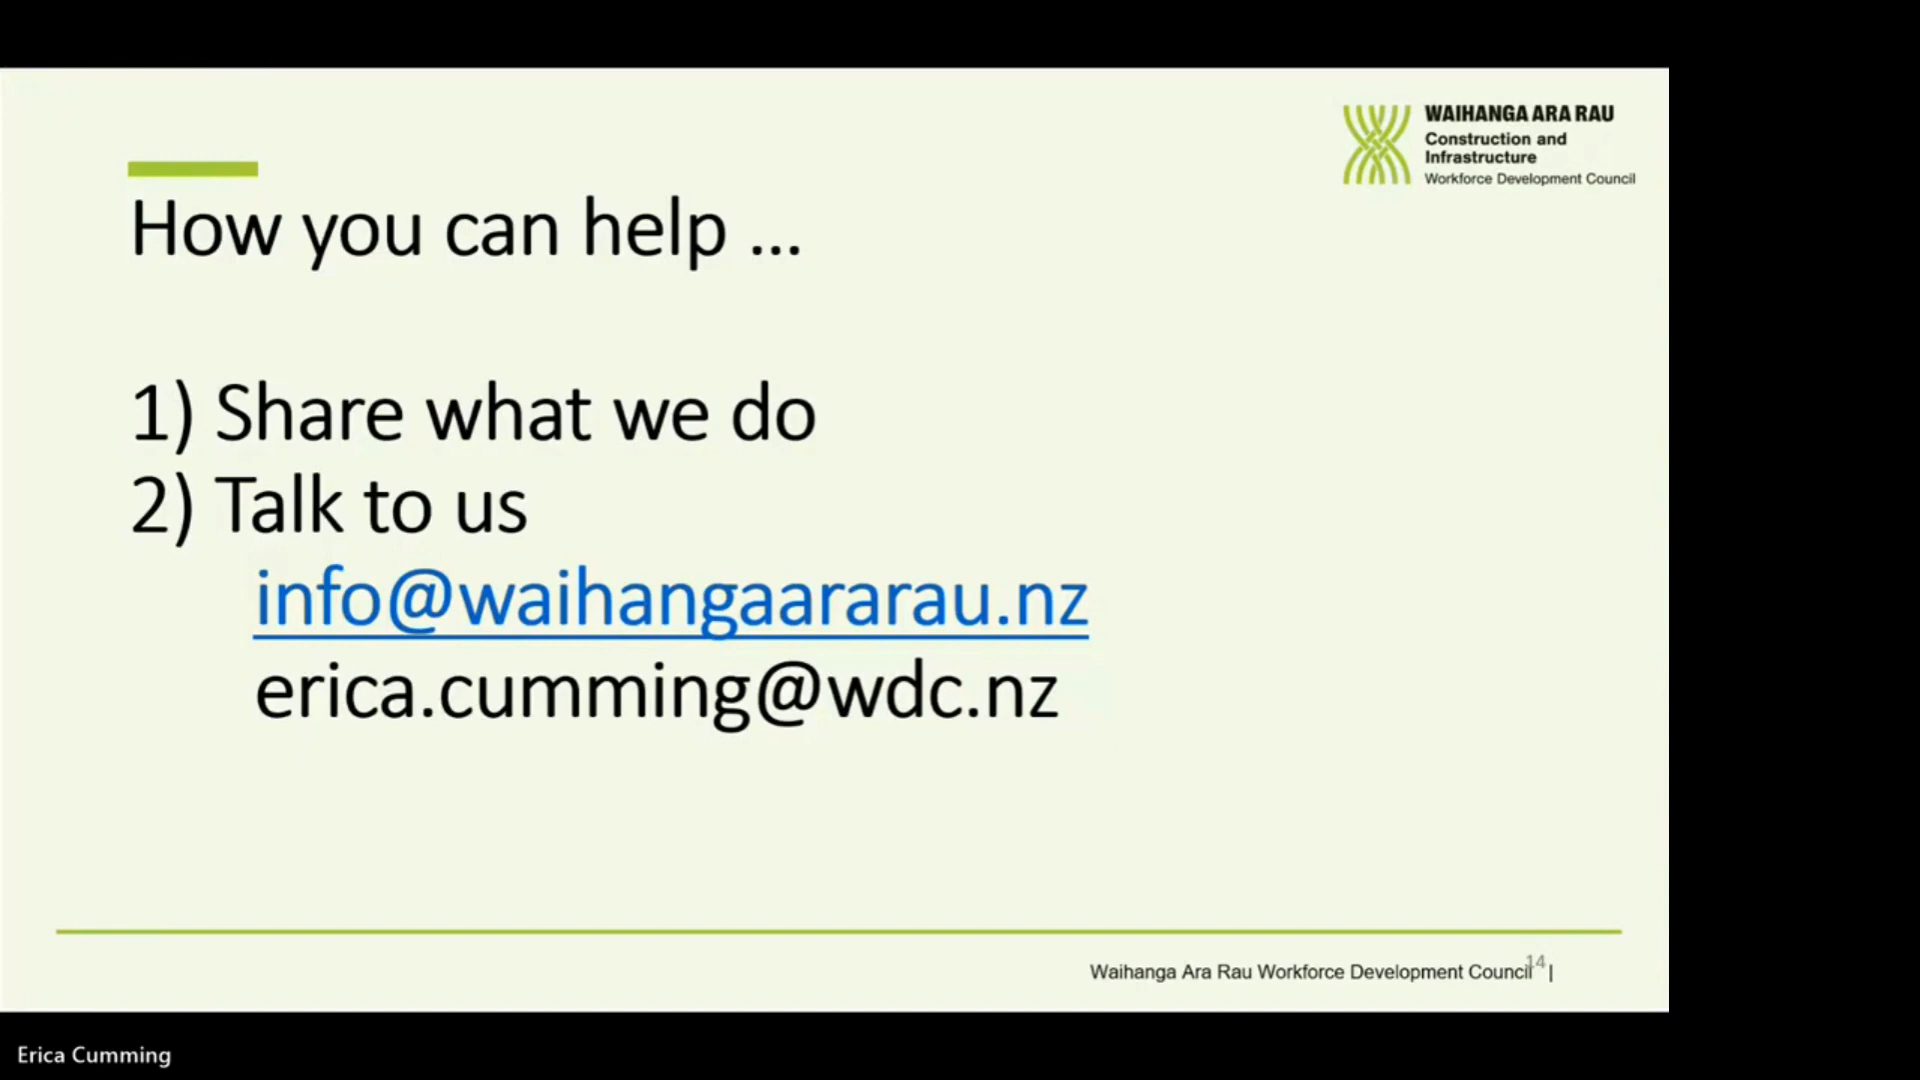 WAIHANGA ARA RAU
Construction and
Infrastructure
Workforce Development Council
How you can help ...
1) Share what we do
2) Talk to us
info@waihangaararau.nz
erica.cumming@wdc.nz
Waihanga Ara Rau Workforce Development Council 14 |
Erica Cumming